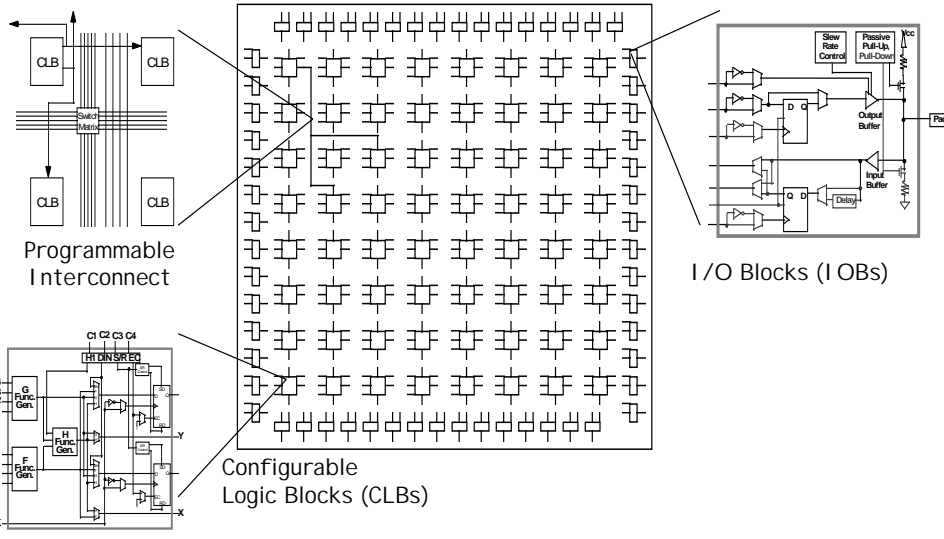 CLB
CLB
Switch
Matrix
CLB
CLB
Programmable
Interconnect
Slew
Rate
Control
Passive
Pull-Up,
Pull-Down
Vcc
D Q
Output
Buffer
Pad
Input
Buffer
Q D
Delay
I/O Blocks (IOBs)
C1 C2 C3 C4
H1 DIN S/R EC
G
Func.
Gen.
H
Func.
Gen.
F
Func.
Gen.
Y
X
Configurable
Logic Blocks (CLBs)